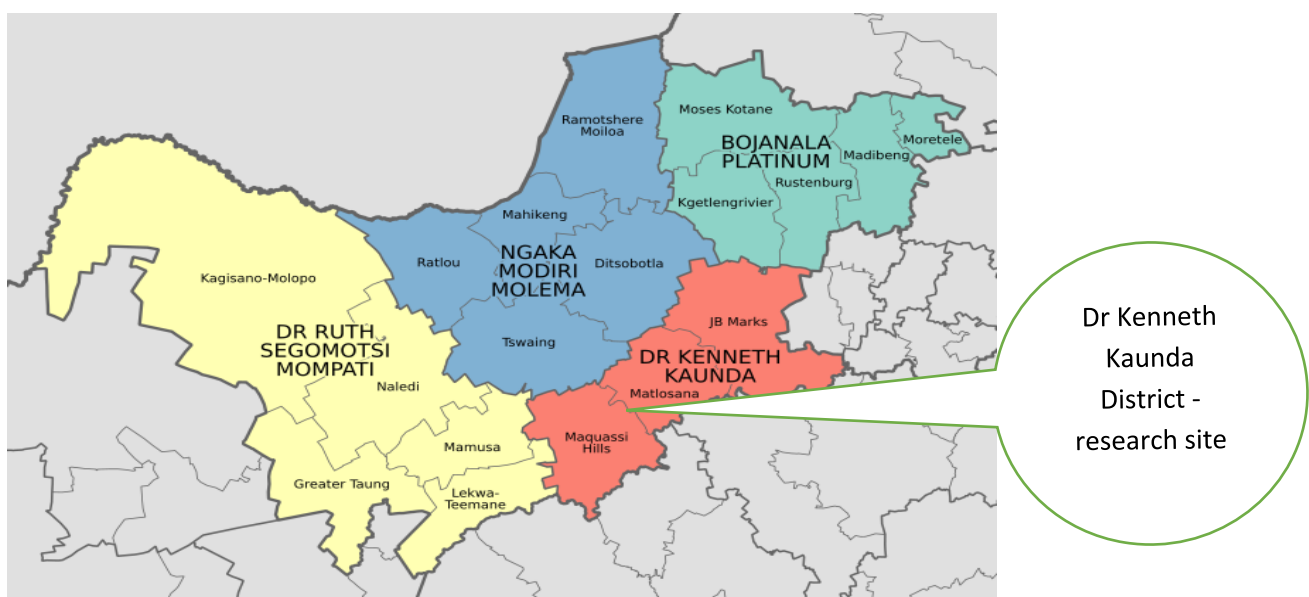 Ramotshere
Moiloa
Moses Kotane
BOJANALA
PLATINUM
Moretele
Madibeng
Rustenburg
Kgetlengrivier
Mahikeng
NGAKA
MODIRI
MOLEMA
Ratlou
Ditsobotla
Tswaing
Kagisano-Molopo
DR RUTH
SEGOMOTSI
MOMPATI
Naledi
Mamusa
Greater Taung
Lekwa-
Teemane
JB Marks
DR KENNETH
KAUNDA
Matlosana
Maquassi
Hills
Dr Kenneth
Kaunda
District -
research site